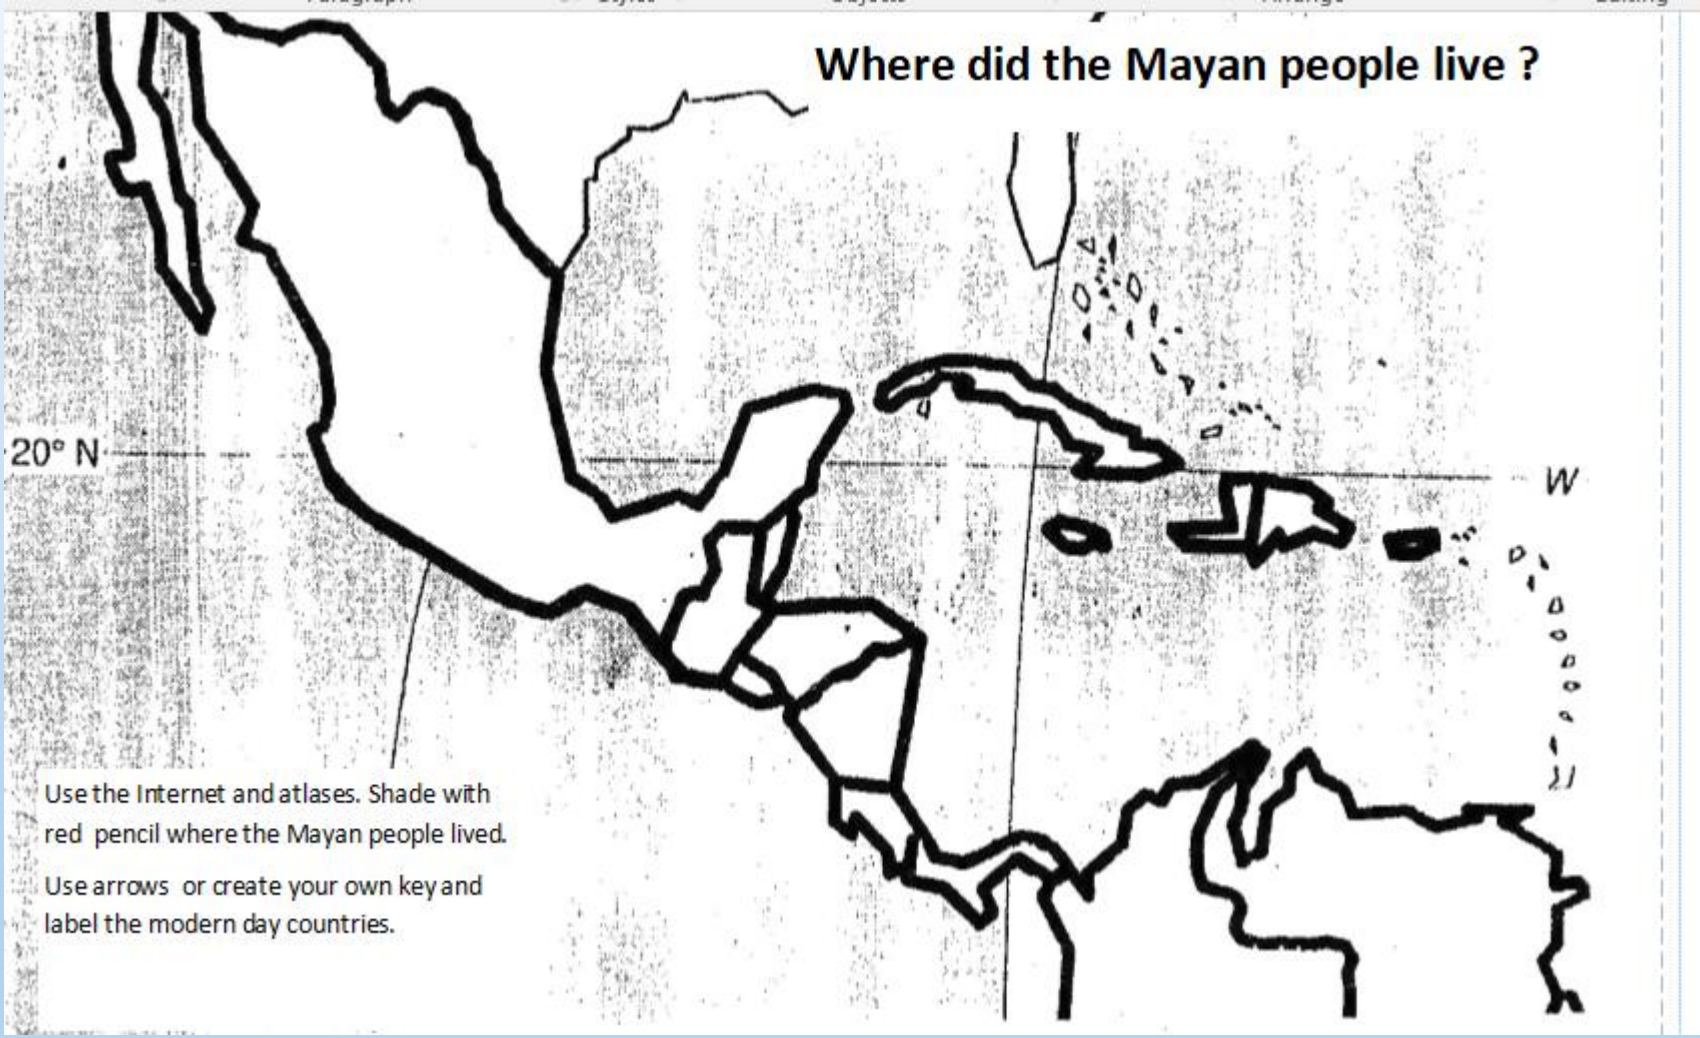 Where did the Mayan people live ?
20° N
W
Use the Internet and atlases. Shade with
red pencil where the Mayan people lived.
Use arrows or create your own key and
label the modern day countries.